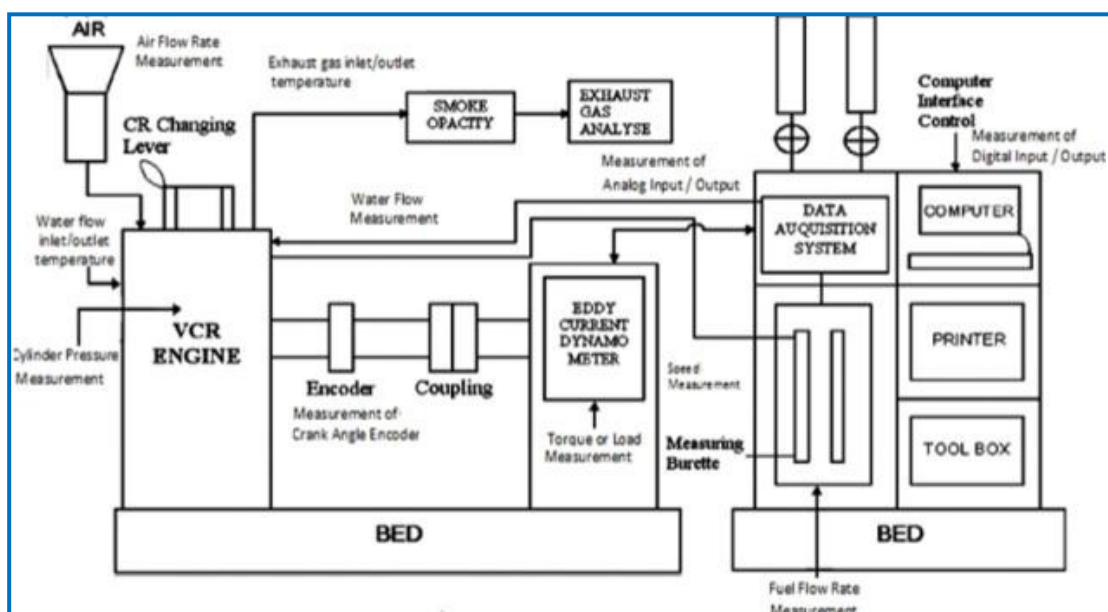 AIR
Air Flow Rate
Measurement
CR Changing
Lever
Exhaust gas inlet/outlet
temperature
SMOKE
OPACITY
EXHAUST
GAS
ANALYSE
Computer
Interface
Control
Measurement of
Digital Input / Output
Measurement of
Analog Input / Output
Water Flow
Measurement
Water flow
inlet/outlet
temperature
DATA
AUQUISITION
SYSTEM
COMPUTER
VCR
ENGINE
Cylinder Pressure
Measurement
EDDY
CURRENT
DYNAMO
METER
PRINTER
Speed
Measurement
Encoder
Coupling
Measurement of
Crank Angle Encoder
Torque or Load
Measurement
Measuring
Burette
TOOL BOX
BED
BED
Fuel Flow Rate
Measurement